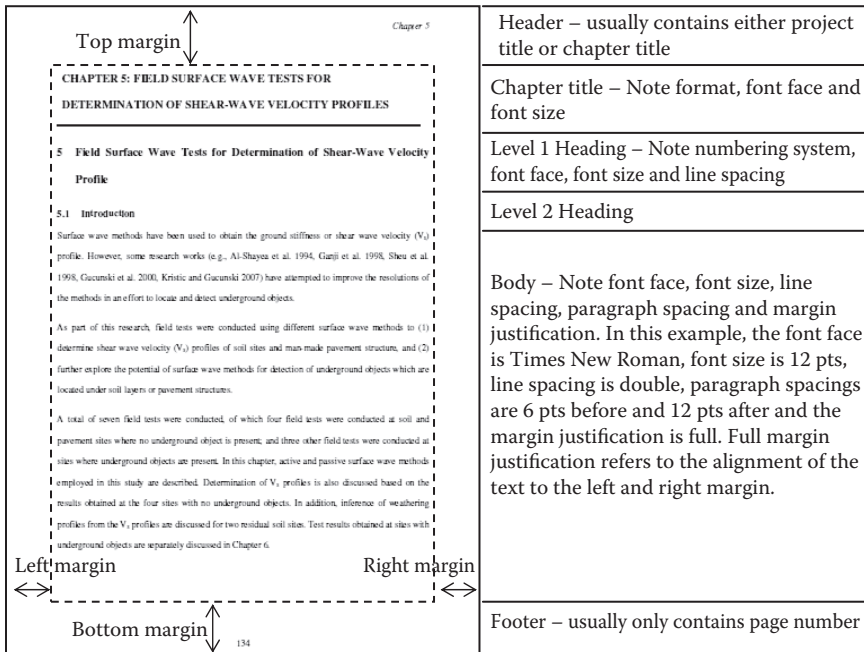 Top margin
Chapter 5
CHAPTER 5: FIELD SURFACE WAVE TESTS FOR
DETERMINATION OF SHEAR-WAVE VELOCITY PROFILES
5 Field Surface Wave Tests for Determination of Shear-Wave Velocity
Profile
5.1 Introduction
Surface wave methods have been used to obtain the ground stiffness or shear wave velocity (Vs)
profile. However, some research works (e.g., Al-Shayea et al. 1994, Ganji et al. 1998, Sheu et al.
1998, Gucunski et al. 2000, Kristic and Gucunski 2007) have attempted to improve the resolutions of
the methods in an effort to locate and detect underground objects.
As part of this research, field tests were conducted using different surface wave methods to (1)
determine shear wave velocity (Vs) profiles of soil sites and man-made pavement structure, and (2)
further explore the potential of surface wave methods for detection of underground objects which are
located under soil layers or pavement structures.
A total of seven field tests were conducted, of which four field tests were conducted at soil and
pavement sites where no underground object is present; and three other field tests were conducted at
sites where underground objects are present. In this chapter, active and passive surface wave methods
employed in this study are described. Determination of Vs profiles is also discussed based on the
results obtained at the four sites with no underground objects. In addition, inference of weathering
profiles from the Vs profiles are discussed for two residual soil sites. Test results obtained at sites with
underground objects are separately discussed in Chapter 6.
Left margin
Right margin
Bottom margin
134
Header – usually contains either project
title or chapter title
Chapter title – Note format, font face and
font size
Level 1 Heading – Note numbering system,
font face, font size and line spacing
Level 2 Heading
Body – Note font face, font size, line
spacing, paragraph spacing and margin
justification. In this example, the font face
is Times New Roman, font size is 12 pts,
line spacing is double, paragraph spacings
are 6 pts before and 12 pts after and the
margin justification is full. Full margin
justification refers to the alignment of the
text to the left and right margin.
Footer – usually only contains page number